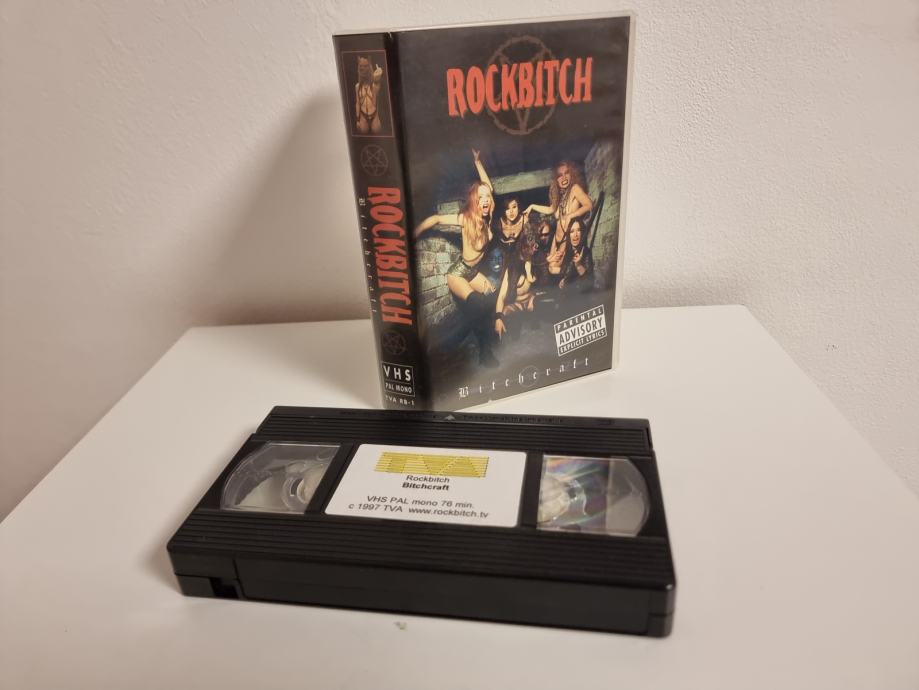 ROCKBITCH
PARENTAL
ADVISORY
EXPLICIT LYRICS
Bitchcraft
ROCKBITCH
Bitchcraft
VHS
PAL MONO
TVA RB-1
TVA
Rockbitch
Bitchcraft
VHS PAL mono 76 min.
c 1997 TVA www.rockbitch.tv